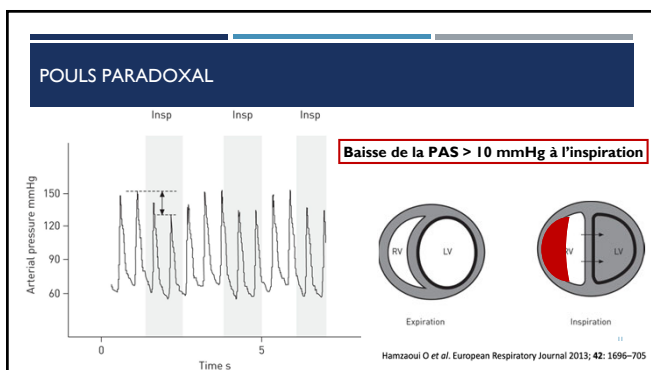 POULS PARADOXAL
Insp Insp Insp
Baisse de la PAS > 10 mmHg à l'inspiration
Arterial pressure mmHg
150
120
90
60
0 5
Time s
RV LV
Expiration
RV LV
Inspiration
11
Hamzaoui O et al. European Respiratory Journal 2013; 42: 1696–705